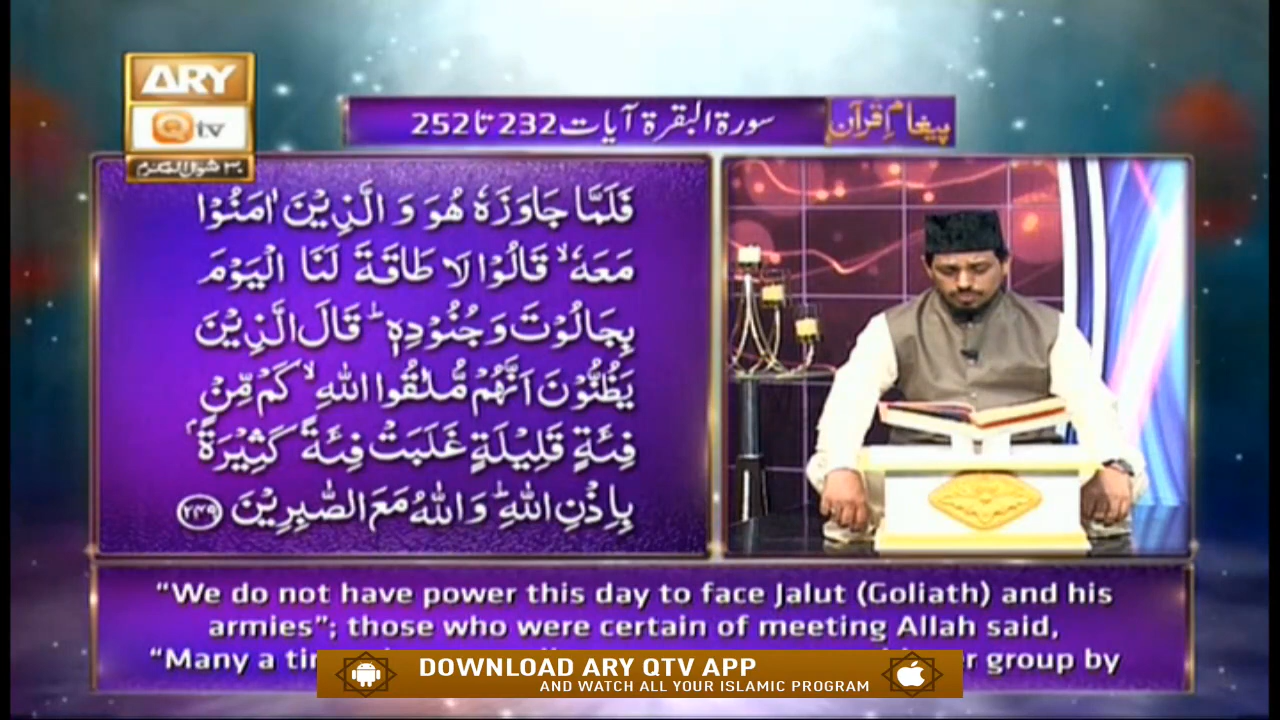 ARY
Qtv
۳۰ شوال المکرم
پیغامِ قرآن
سورۃ البقرۃ آیات 232 تا 252
فَلَمَّا جَاوَزَهٗ هُوَ وَ الَّذِيْنَ اٰمَنُوْا
مَعَهٗ ۙ قَالُوْا لَا طَاقَةَ لَنَا الْيَوْمَ
بِجَالُوْتَ وَجُنُوْدِهٖ ؕ قَالَ الَّذِيْنَ
يَظُنُّوْنَ اَنَّهُمْ مُّلٰقُوا اللّٰهِ ۙ كَمْ مِّنْ
فِئَةٍ قَلِيْلَةٍ غَلَبَتْ فِئَةً كَثِيْرَةًۢ
بِاِذْنِ اللّٰهِ ؕ وَاللّٰهُ مَعَ الصّٰبِرِيْنَ ۲۴۹
“We do not have power this day to face Jalut (Goliath) and his
armies”; those who were certain of meeting Allah said,
“Many a group by
DOWNLOAD ARY QTV APP
AND WATCH ALL YOUR ISLAMIC PROGRAM